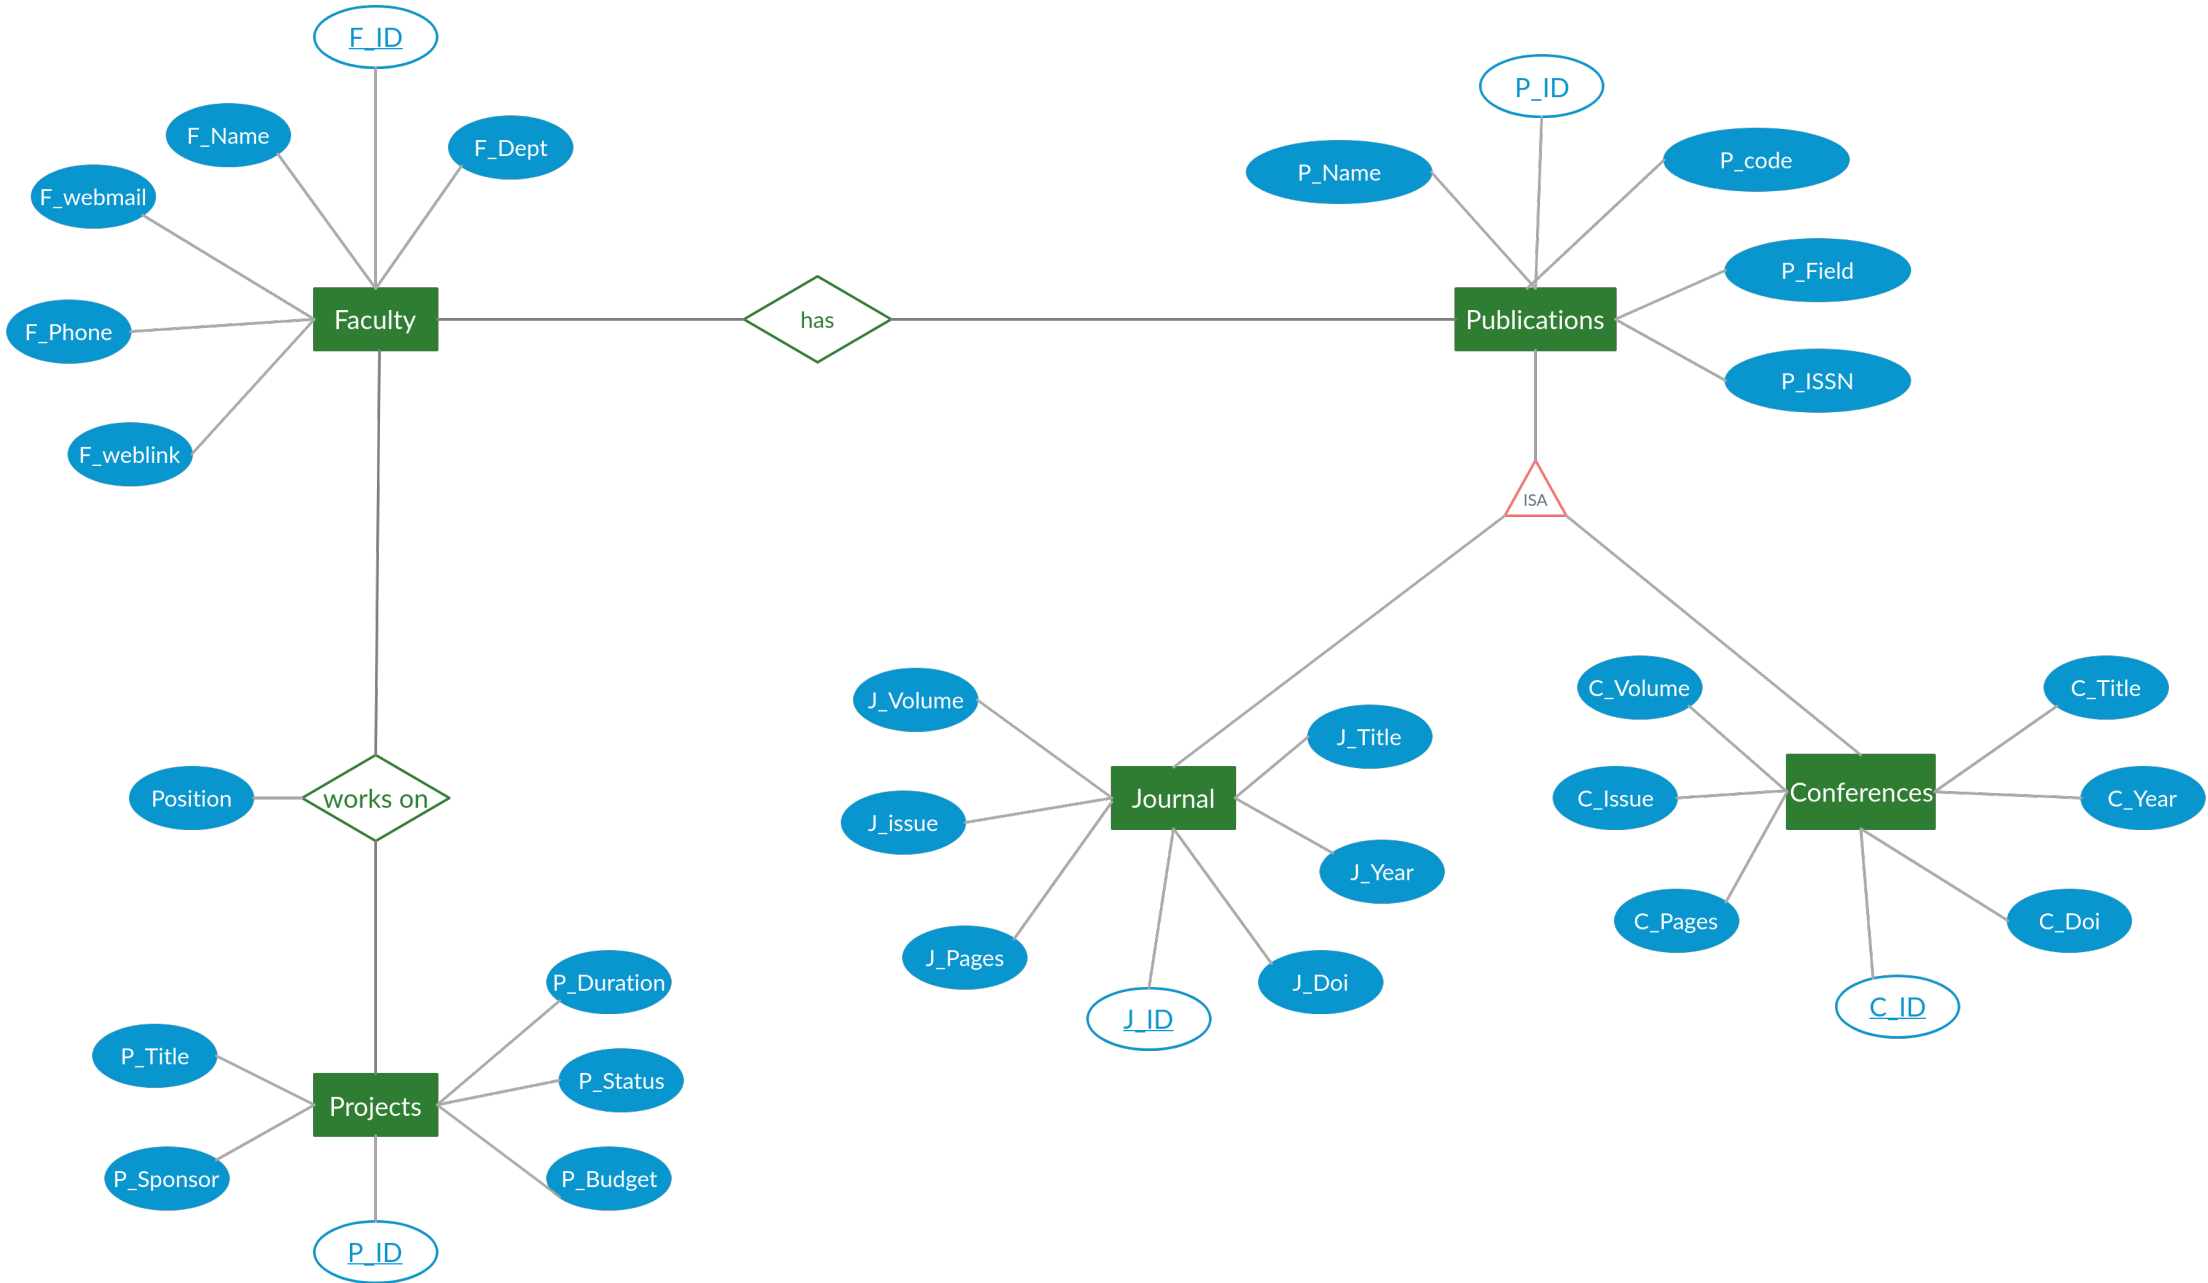 F_ID
P_ID
F_Name
F_Dept
P_Name
P_code
F_webmail
P_Field
Faculty
has
Publications
F_Phone
P_ISSN
F_weblink
ISA
C_Volume
C_Title
J_Volume
J_Title
Position
works on
Journal
Conferences
C_Issue
C_Year
J_issue
J_Year
C_Pages
C_Doi
J_Pages
J_Doi
P_Duration
J_ID
C_ID
P_Title
P_Status
Projects
P_Sponsor
P_Budget
P_ID